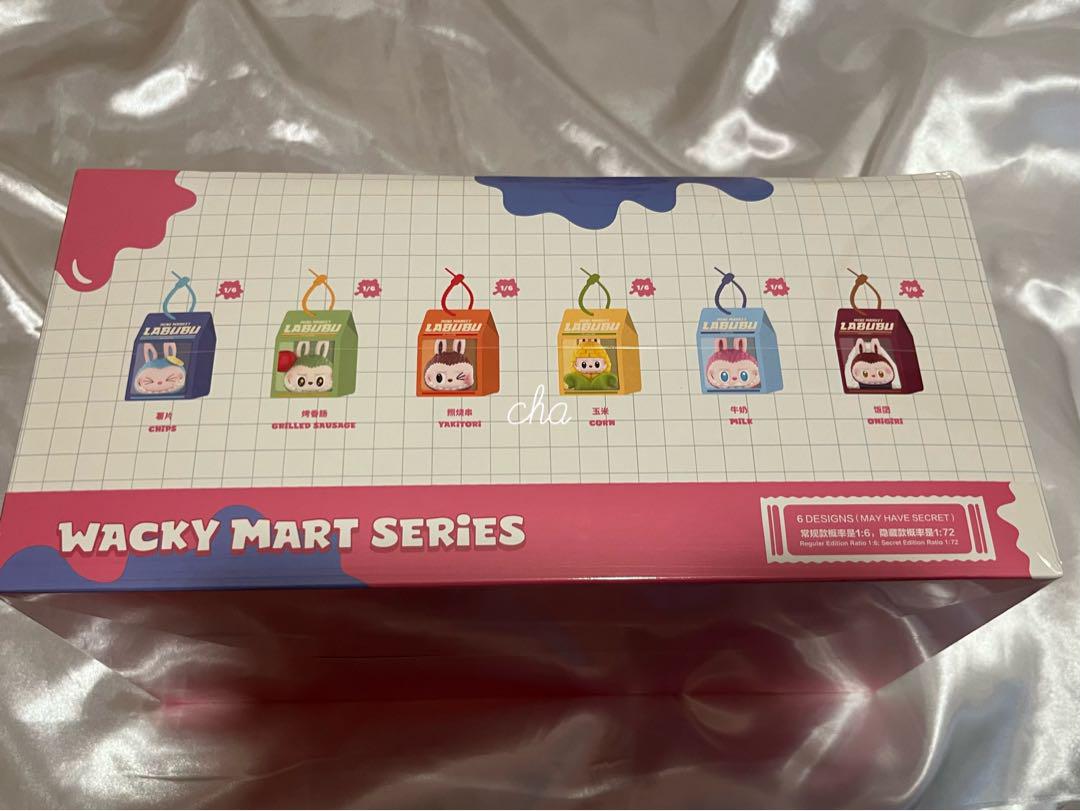 1/6
1/6
1/6
1/6
1/6
1/6
MINI MARKET
LABUBU
MINI MARKET
LABUBU
MINI MARKET
LABUBU
MINI MARKET
LABUBU
MINI MARKET
LABUBU
MINI MARKET
LABUBU
薯片
CHIPS
烤香肠
GRILLED SAUSAGE
照烧串
YAKITORI
玉米
CORN
牛奶
MILK
饭团
ONIGIRI
cha
WACKY MART SERIES
6 DESIGNS (MAY HAVE SECRET)
常规款概率是1:6，隐藏款概率是1:72
Regular Edition Ratio 1:6; Secret Edition Ratio 1:72